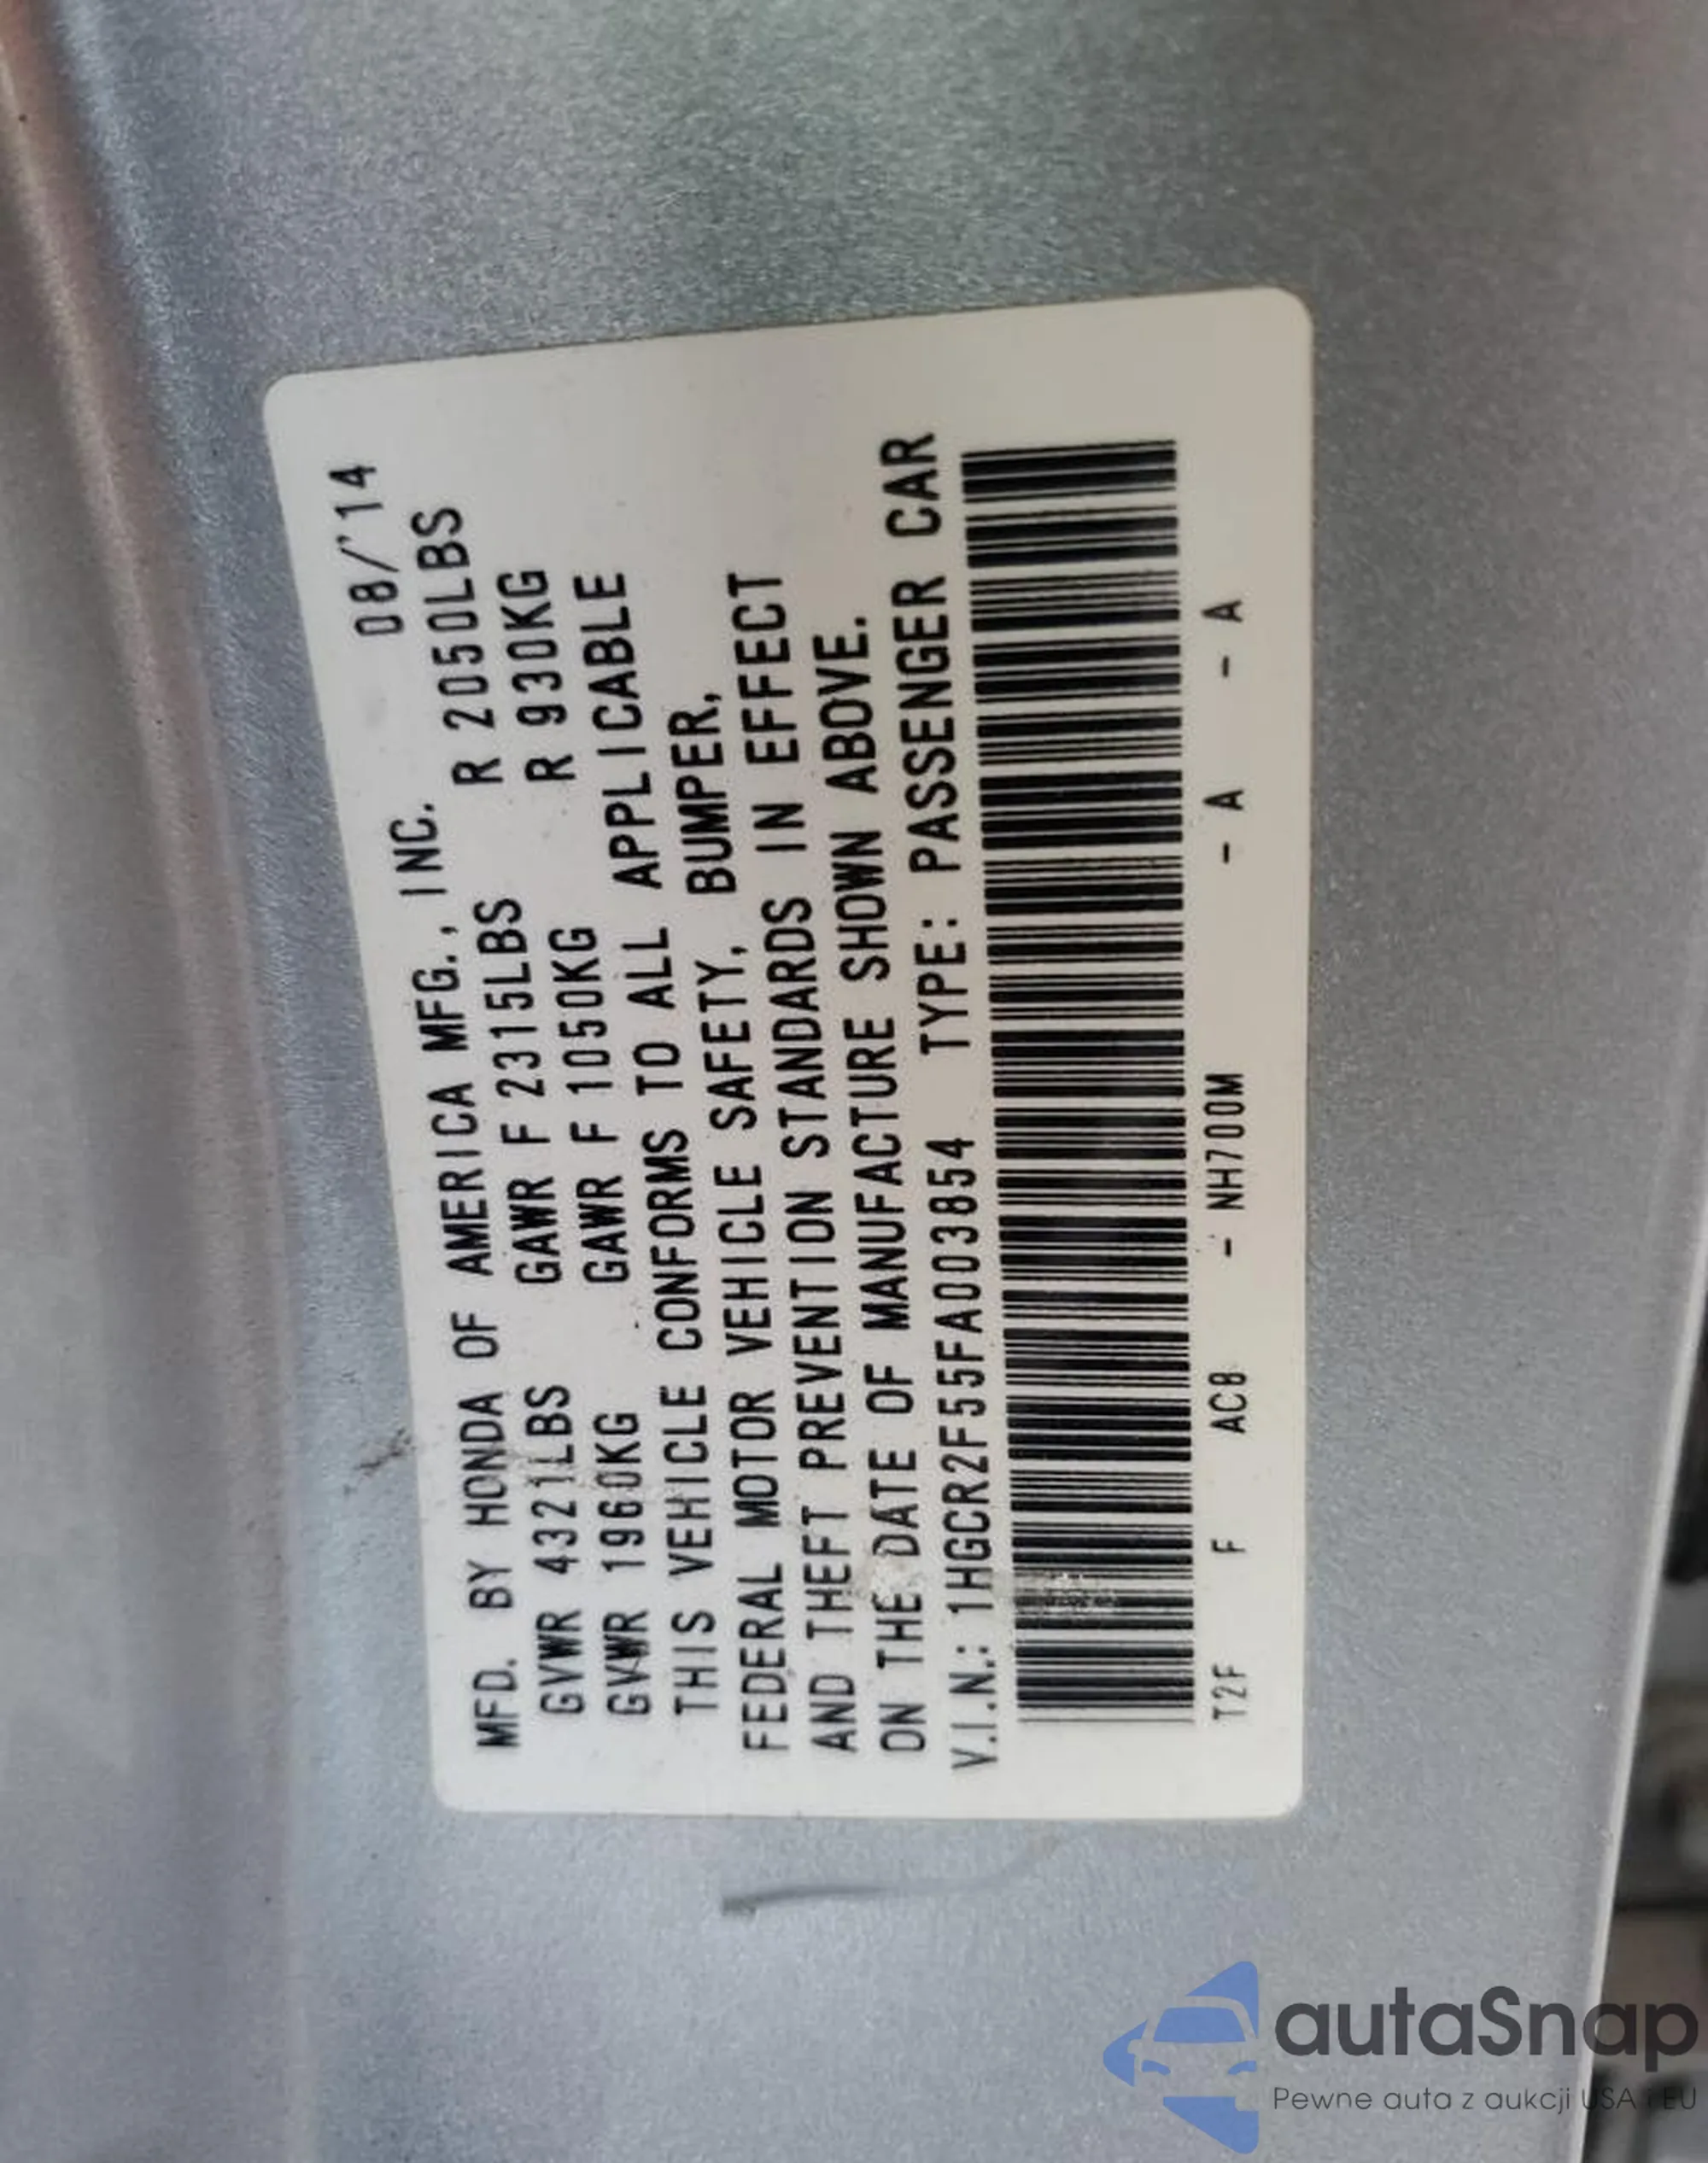 MFD. BY HONDA OF AMERICA MFG., INC. 08/'14
GVWR 4321LBS GAWR F 2315LBS R 2050LBS
GVWR 1960KG GAWR F 1050KG R 930KG
THIS VEHICLE CONFORMS TO ALL APPLICABLE
FEDERAL MOTOR VEHICLE SAFETY, BUMPER,
AND THEFT PREVENTION STANDARDS IN EFFECT
ON THE DATE OF MANUFACTURE SHOWN ABOVE.
V.I.N.: 1HGCR2F55FA003854 TYPE: PASSENGER CAR
T2F F AC8 - NH700M - A - A
autaSnap
Pewne auta z aukcji USA i EU